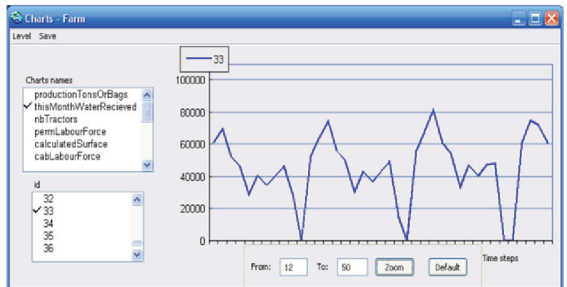 Charts - Farm
Level Save
33
Charts names
productionTonsOrBags
thisMonthWaterRecieved
nbTractors
permLabourForce
calculatedSurface
cabLabourForce
id
32
33
34
35
36
100000
80000
60000
40000
20000
0
Time steps
From: 12 To: 50 Zoom Default